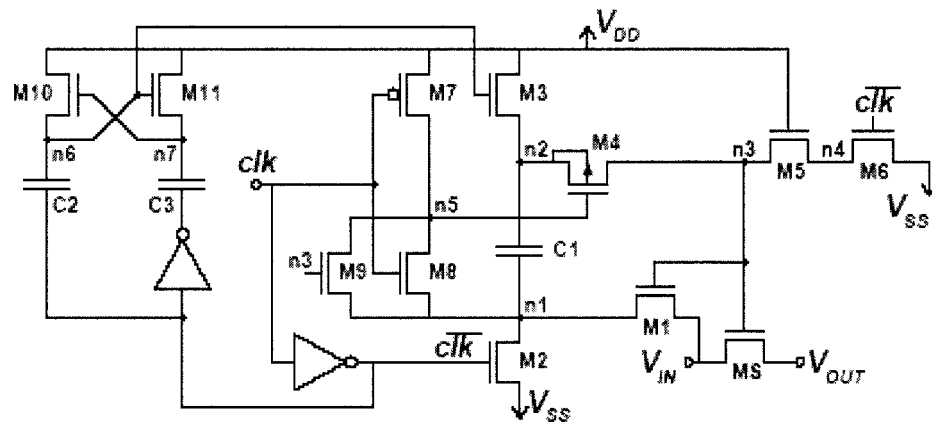 V_DD
M10
M11
M7
M3
clk̅
M4
n6
n7
clk
n2
n3
M5
n4
M6
C2
C3
n5
V_SS
n3
M9
M8
C1
n1
M1
clk̅
M2
V_IN
MS
V_OUT
V_SS